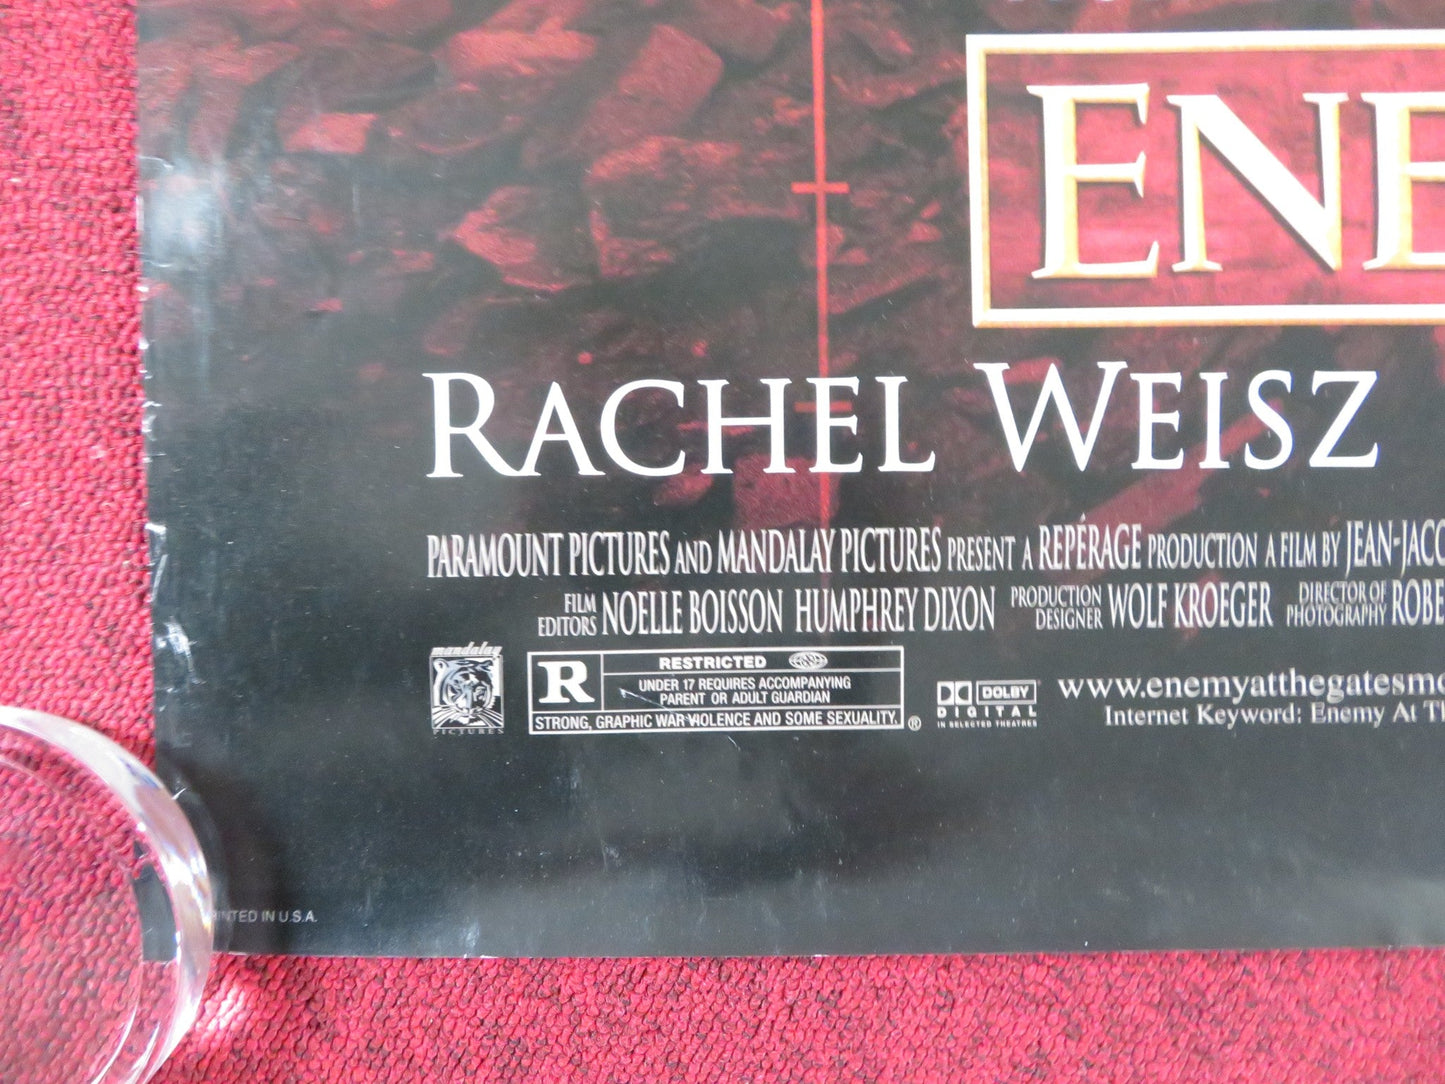 ENE
RACHEL WEISZ
PARAMOUNT PICTURES AND MANDALAY PICTURES PRESENT A REPÉRAGE PRODUCTION A FILM BY JEAN-JACQ
FILM EDITORS NOELLE BOISSON HUMPHREY DIXON PRODUCTION DESIGNER WOLF KROEGER DIRECTOR OF PHOTOGRAPHY ROBE
mandalay
PICTURES
R
RESTRICTED
UNDER 17 REQUIRES ACCOMPANYING
PARENT OR ADULT GUARDIAN
STRONG, GRAPHIC WAR VIOLENCE AND SOME SEXUALITY. ®
DOLBY
DIGITAL
IN SELECTED THEATRES
www.enemyatthegatesmo
Internet Keyword: Enemy At Th
INTED IN U.S.A.